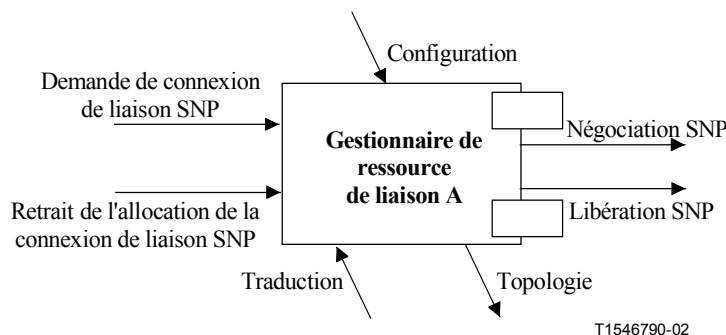 Configuration
Demande de connexion
de liaison SNP
Gestionnaire de
ressource
de liaison A
Négociation SNP
Retrait de l'allocation de la
connexion de liaison SNP
Libération SNP
Traduction
Topologie
T1546790-02